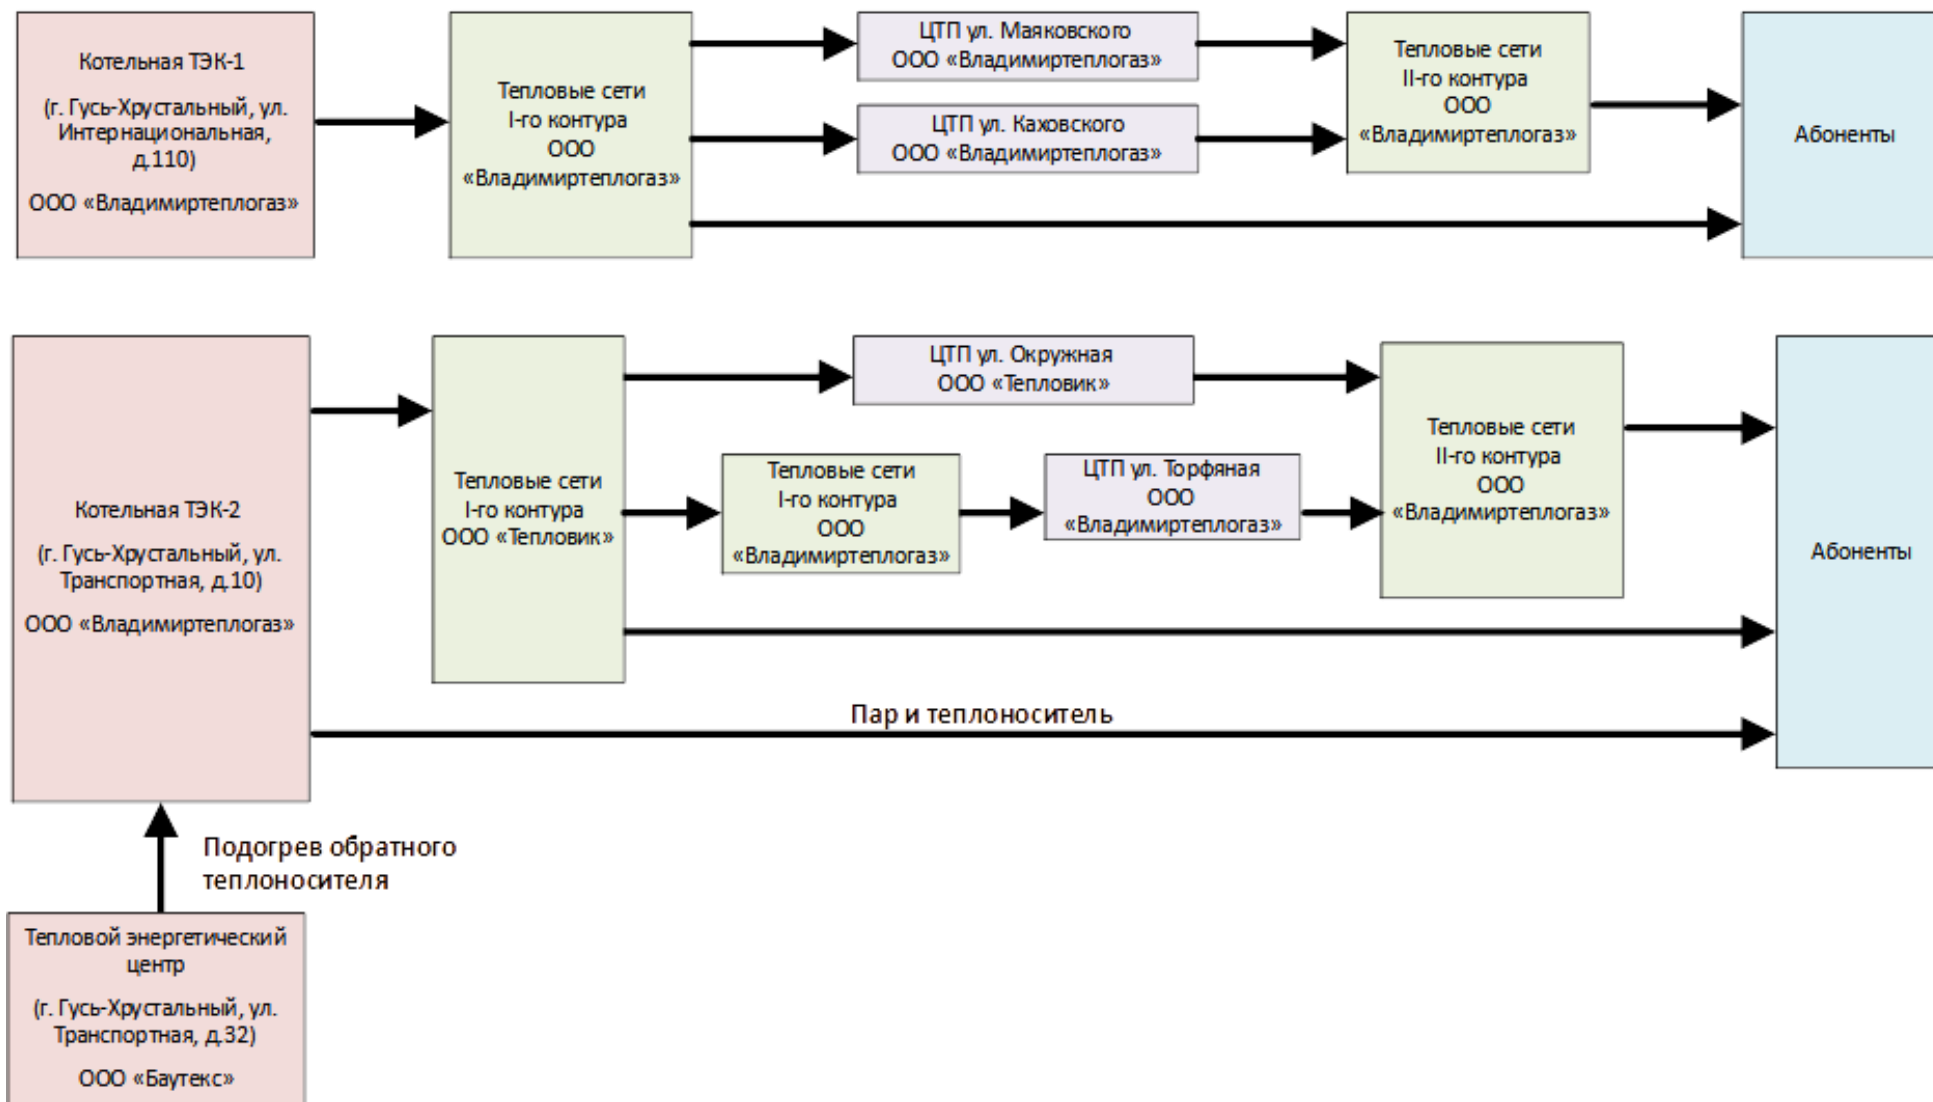 Котельная ТЭК-1
(г. Гусь-Хрустальный, ул.
Интернациональная,
д.110)
ООО «Владимиртеплогаз»
Тепловые сети
I-го контура
ООО
«Владимиртеплогаз»
ЦТП ул. Маяковского
ООО «Владимиртеплогаз»
ЦТП ул. Каховского
ООО «Владимиртеплогаз»
Тепловые сети
II-го контура
ООО
«Владимиртеплогаз»
Абоненты
Котельная ТЭК-2
(г. Гусь-Хрустальный, ул.
Транспортная, д.10)
ООО «Владимиртеплогаз»
Тепловые сети
I-го контура
ООО «Тепловик»
ЦТП ул. Окружная
ООО «Тепловик»
Тепловые сети
I-го контура
ООО
«Владимиртеплогаз»
ЦТП ул. Торфяная
ООО
«Владимиртеплогаз»
Тепловые сети
II-го контура
ООО
«Владимиртеплогаз»
Абоненты
Пар и теплоноситель
Подогрев обратного
теплоносителя
Тепловой энергетический
центр
(г. Гусь-Хрустальный, ул.
Транспортная, д.32)
ООО «Баутекс»